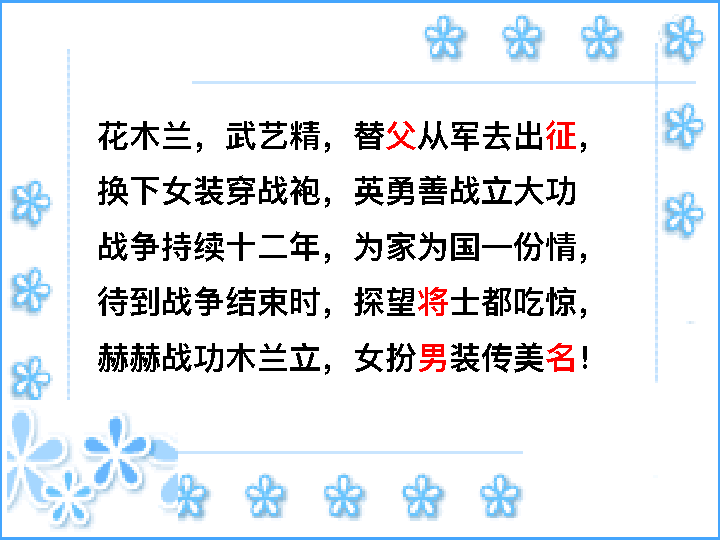 花木兰，武艺精，替父从军去出征，
换下女装穿战袍，英勇善战立大功
战争持续十二年，为家为国一份情，
待到战争结束时，探望将士都吃惊，
赫赫战功木兰立，女扮男装传美名！